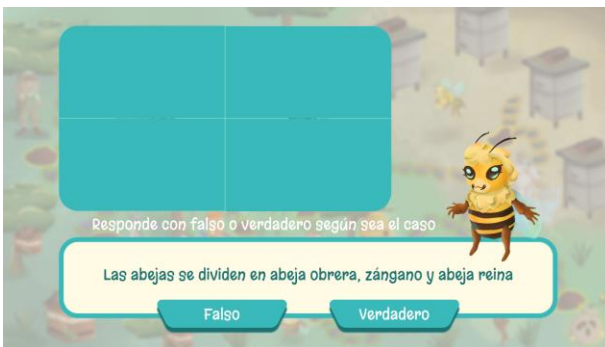 Responde con falso o verdadero según sea el caso
Las abejas se dividen en abeja obrera, zángano y abeja reina
Falso
Verdadero